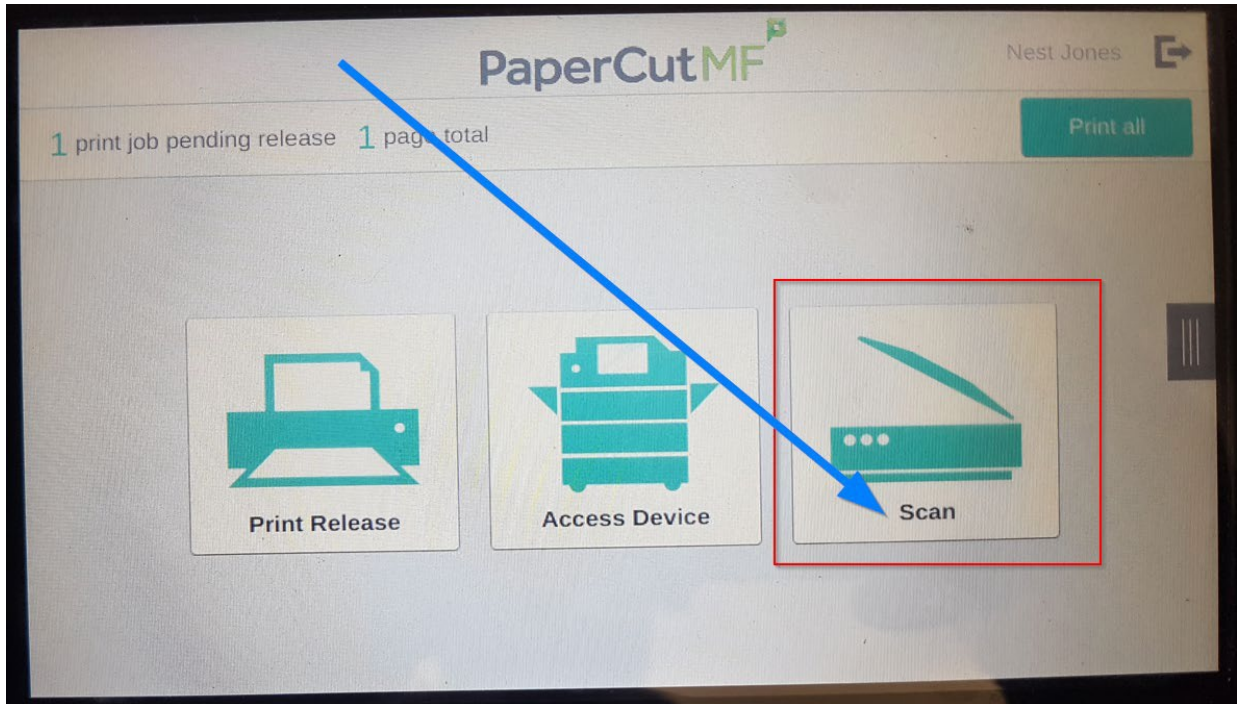 PaperCutMF
Nest Jones
1 print job pending release 1 page total
Print all
Print Release
Access Device
Scan